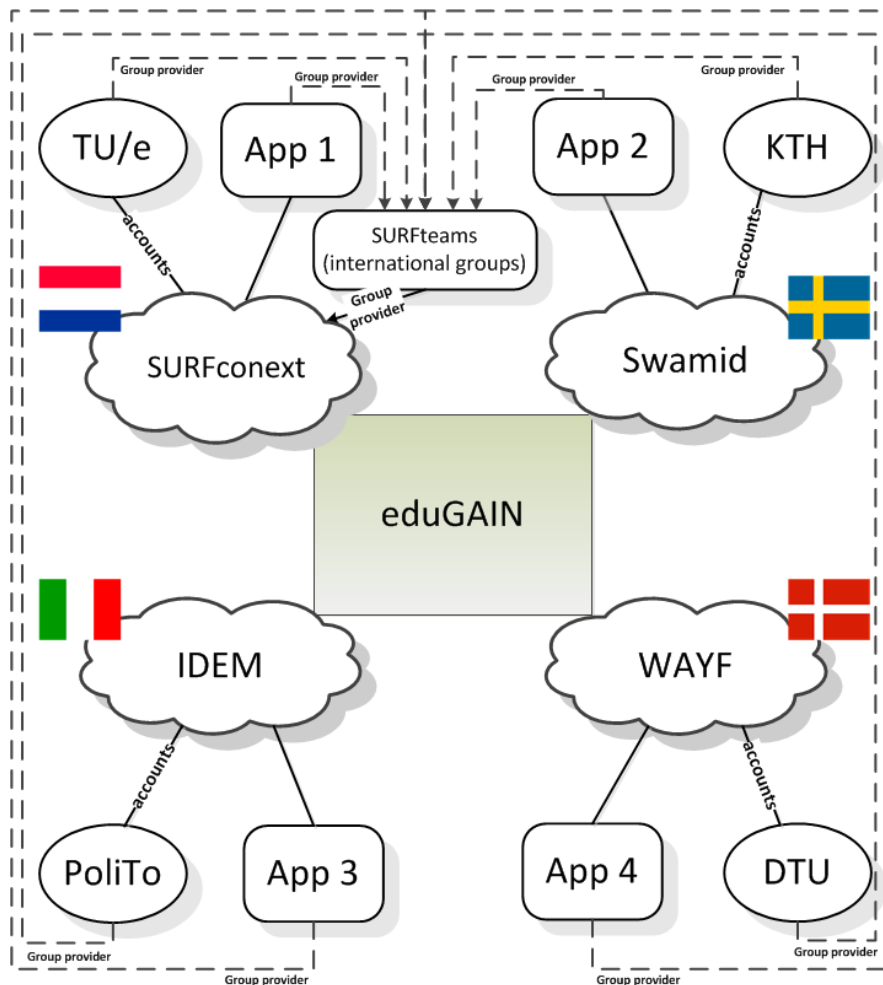 Group provider
Group provider
Group provider
Group provider
TU/e
App 1
App 2
KTH
accounts
SURFteams
(international groups)
accounts
Group
provider
SURFconext
Swamid
eduGAIN
IDEM
WAYF
accounts
accounts
PoliTo
App 3
App 4
DTU
Group provider
Group provider
Group provider
Group provider